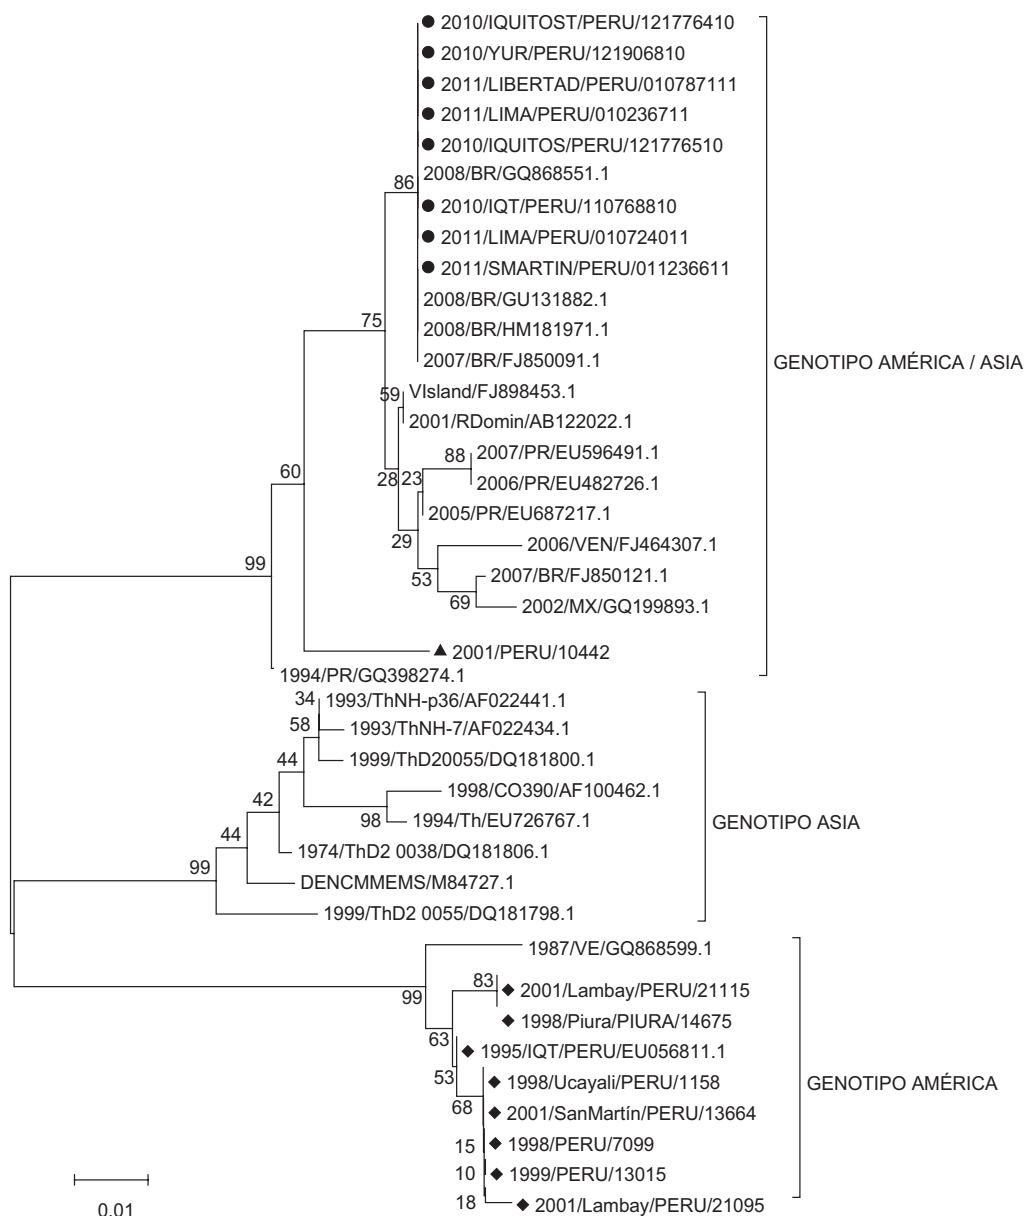 2010/IQUITOST/PERU/121776410
2010/YUR/PERU/121906810
2011/LIBERTAD/PERU/010787111
2011/LIMA/PERU/010236711
2010/IQUITOS/PERU/121776510
2008/BR/GQ868551.1
86
2010/IQT/PERU/110768810
2011/LIMA/PERU/010724011
2011/SMARTIN/PERU/011236611
2008/BR/GU131882.1
75
2008/BR/HM181971.1
2007/BR/FJ850091.1
GENOTIPO AMÉRICA / ASIA
59
VIsland/FJ898453.1
2001/RDomin/AB122022.1
88
2007/PR/EU596491.1
60
28
23
2006/PR/EU482726.1
2005/PR/EU687217.1
29
2006/VEN/FJ464307.1
99
53
2007/BR/FJ850121.1
69
2002/MX/GQ199893.1
2001/PERU/10442
1994/PR/GQ398274.1
34
1993/ThNH-p36/AF022441.1
58
1993/ThNH-7/AF022434.1
44
1999/ThD20055/DQ181800.1
1998/CO390/AF100462.1
42
98
1994/Th/EU726767.1
GENOTIPO ASIA
44
1974/ThD2 0038/DQ181806.1
99
DENCMMEMS/M84727.1
1999/ThD2 0055/DQ181798.1
1987/VE/GQ868599.1
83
2001/Lambay/PERU/21115
99
1998/Piura/PIURA/14675
63
1995/IQT/PERU/EU056811.1
53
1998/Ucayali/PERU/1158
GENOTIPO AMÉRICA
68
2001/SanMartín/PERU/13664
15
1998/PERU/7099
10
1999/PERU/13015
18
2001/Lambay/PERU/21095
0.01